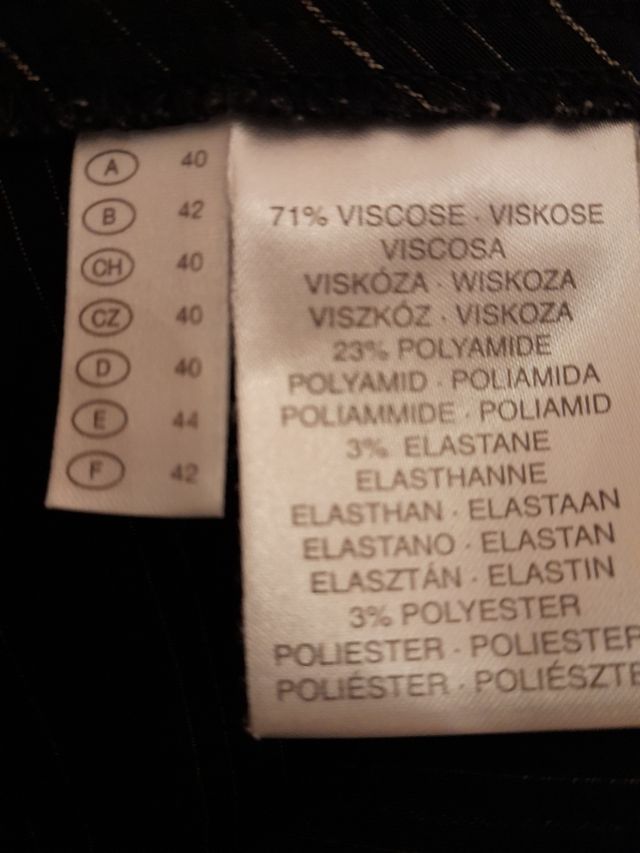 A 40
B 42
CH 40
CZ 40
D 40
E 44
F 42
71% VISCOSE · VISKOSE
VISCOSA
VISKÓZA · WISKOZA
VISZKÓZ · VISKOZA
23% POLYAMIDE
POLYAMID · POLIAMIDA
POLIAMMIDE · POLIAMID
3% ELASTANE
ELASTHANNE
ELASTHAN · ELASTAAN
ELASTANO · ELASTAN
ELASZTÁN · ELASTIN
3% POLYESTER
POLIESTER · POLIESTER
POLIÉSTER · POLIÉSZTE